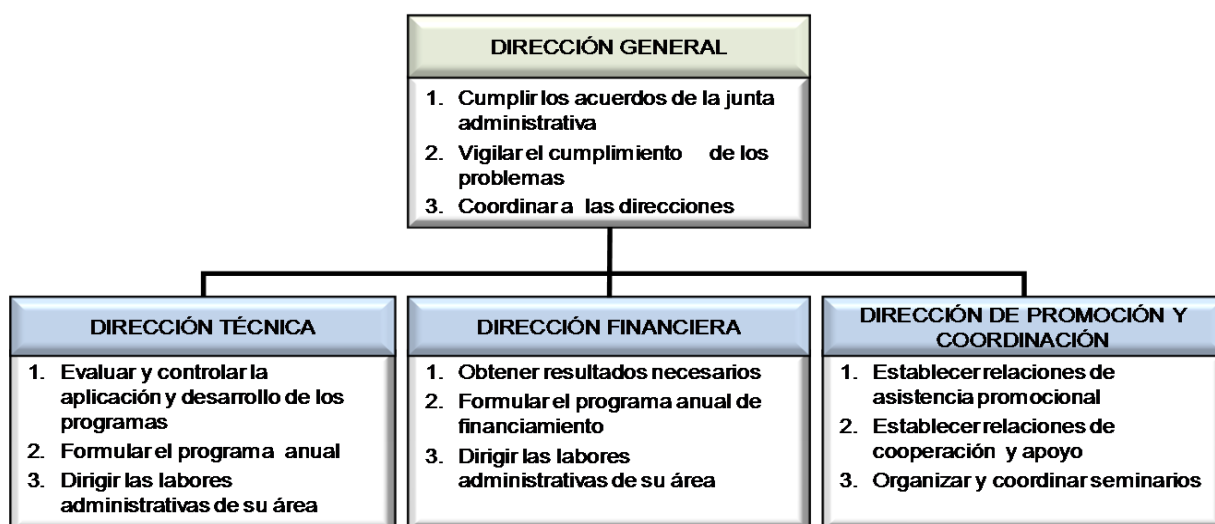 DIRECCIÓN GENERAL
1. Cumplir los acuerdos de la junta
administrativa
2. Vigilar el cumplimiento de los
problemas
3. Coordinar a las direcciones
DIRECCIÓN TÉCNICA
1. Evaluar y controlar la
aplicación y desarrollo de los
programas
2. Formular el programa anual
3. Dirigir las labores
administrativas de su área
DIRECCIÓN FINANCIERA
1. Obtener resultados necesarios
2. Formular el programa anual de
financiamiento
3. Dirigir las labores
administrativas de su área
DIRECCIÓN DE PROMOCIÓN Y
COORDINACIÓN
1. Establecer relaciones de
asistencia promocional
2. Establecer relaciones de
cooperación y apoyo
3. Organizar y coordinar seminarios